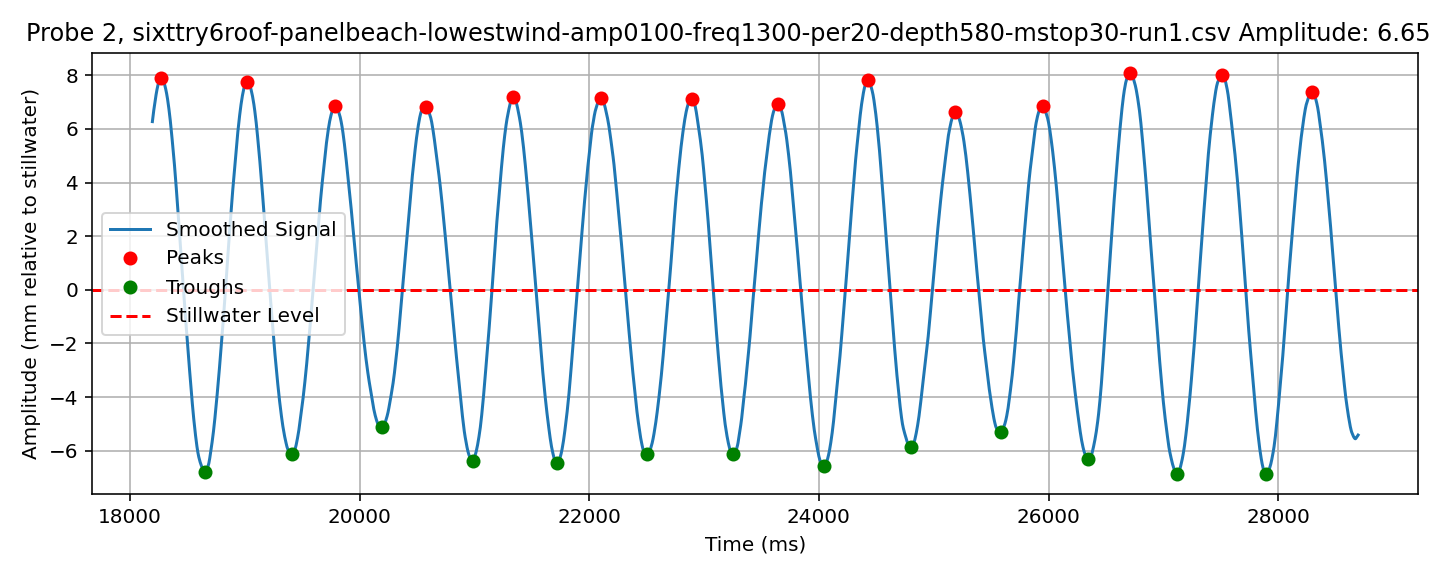 Probe 2, sixttry6roof-panelbeach-lowestwind-amp0100-freq1300-per20-depth580-mstop30-run1.csv Amplitude: 6.65
Amplitude (mm relative to stillwater)
8
6
4
2
0
−2
−4
−6
Smoothed Signal
Peaks
Troughs
Stillwater Level
18000 20000 22000 24000 26000 28000
Time (ms)